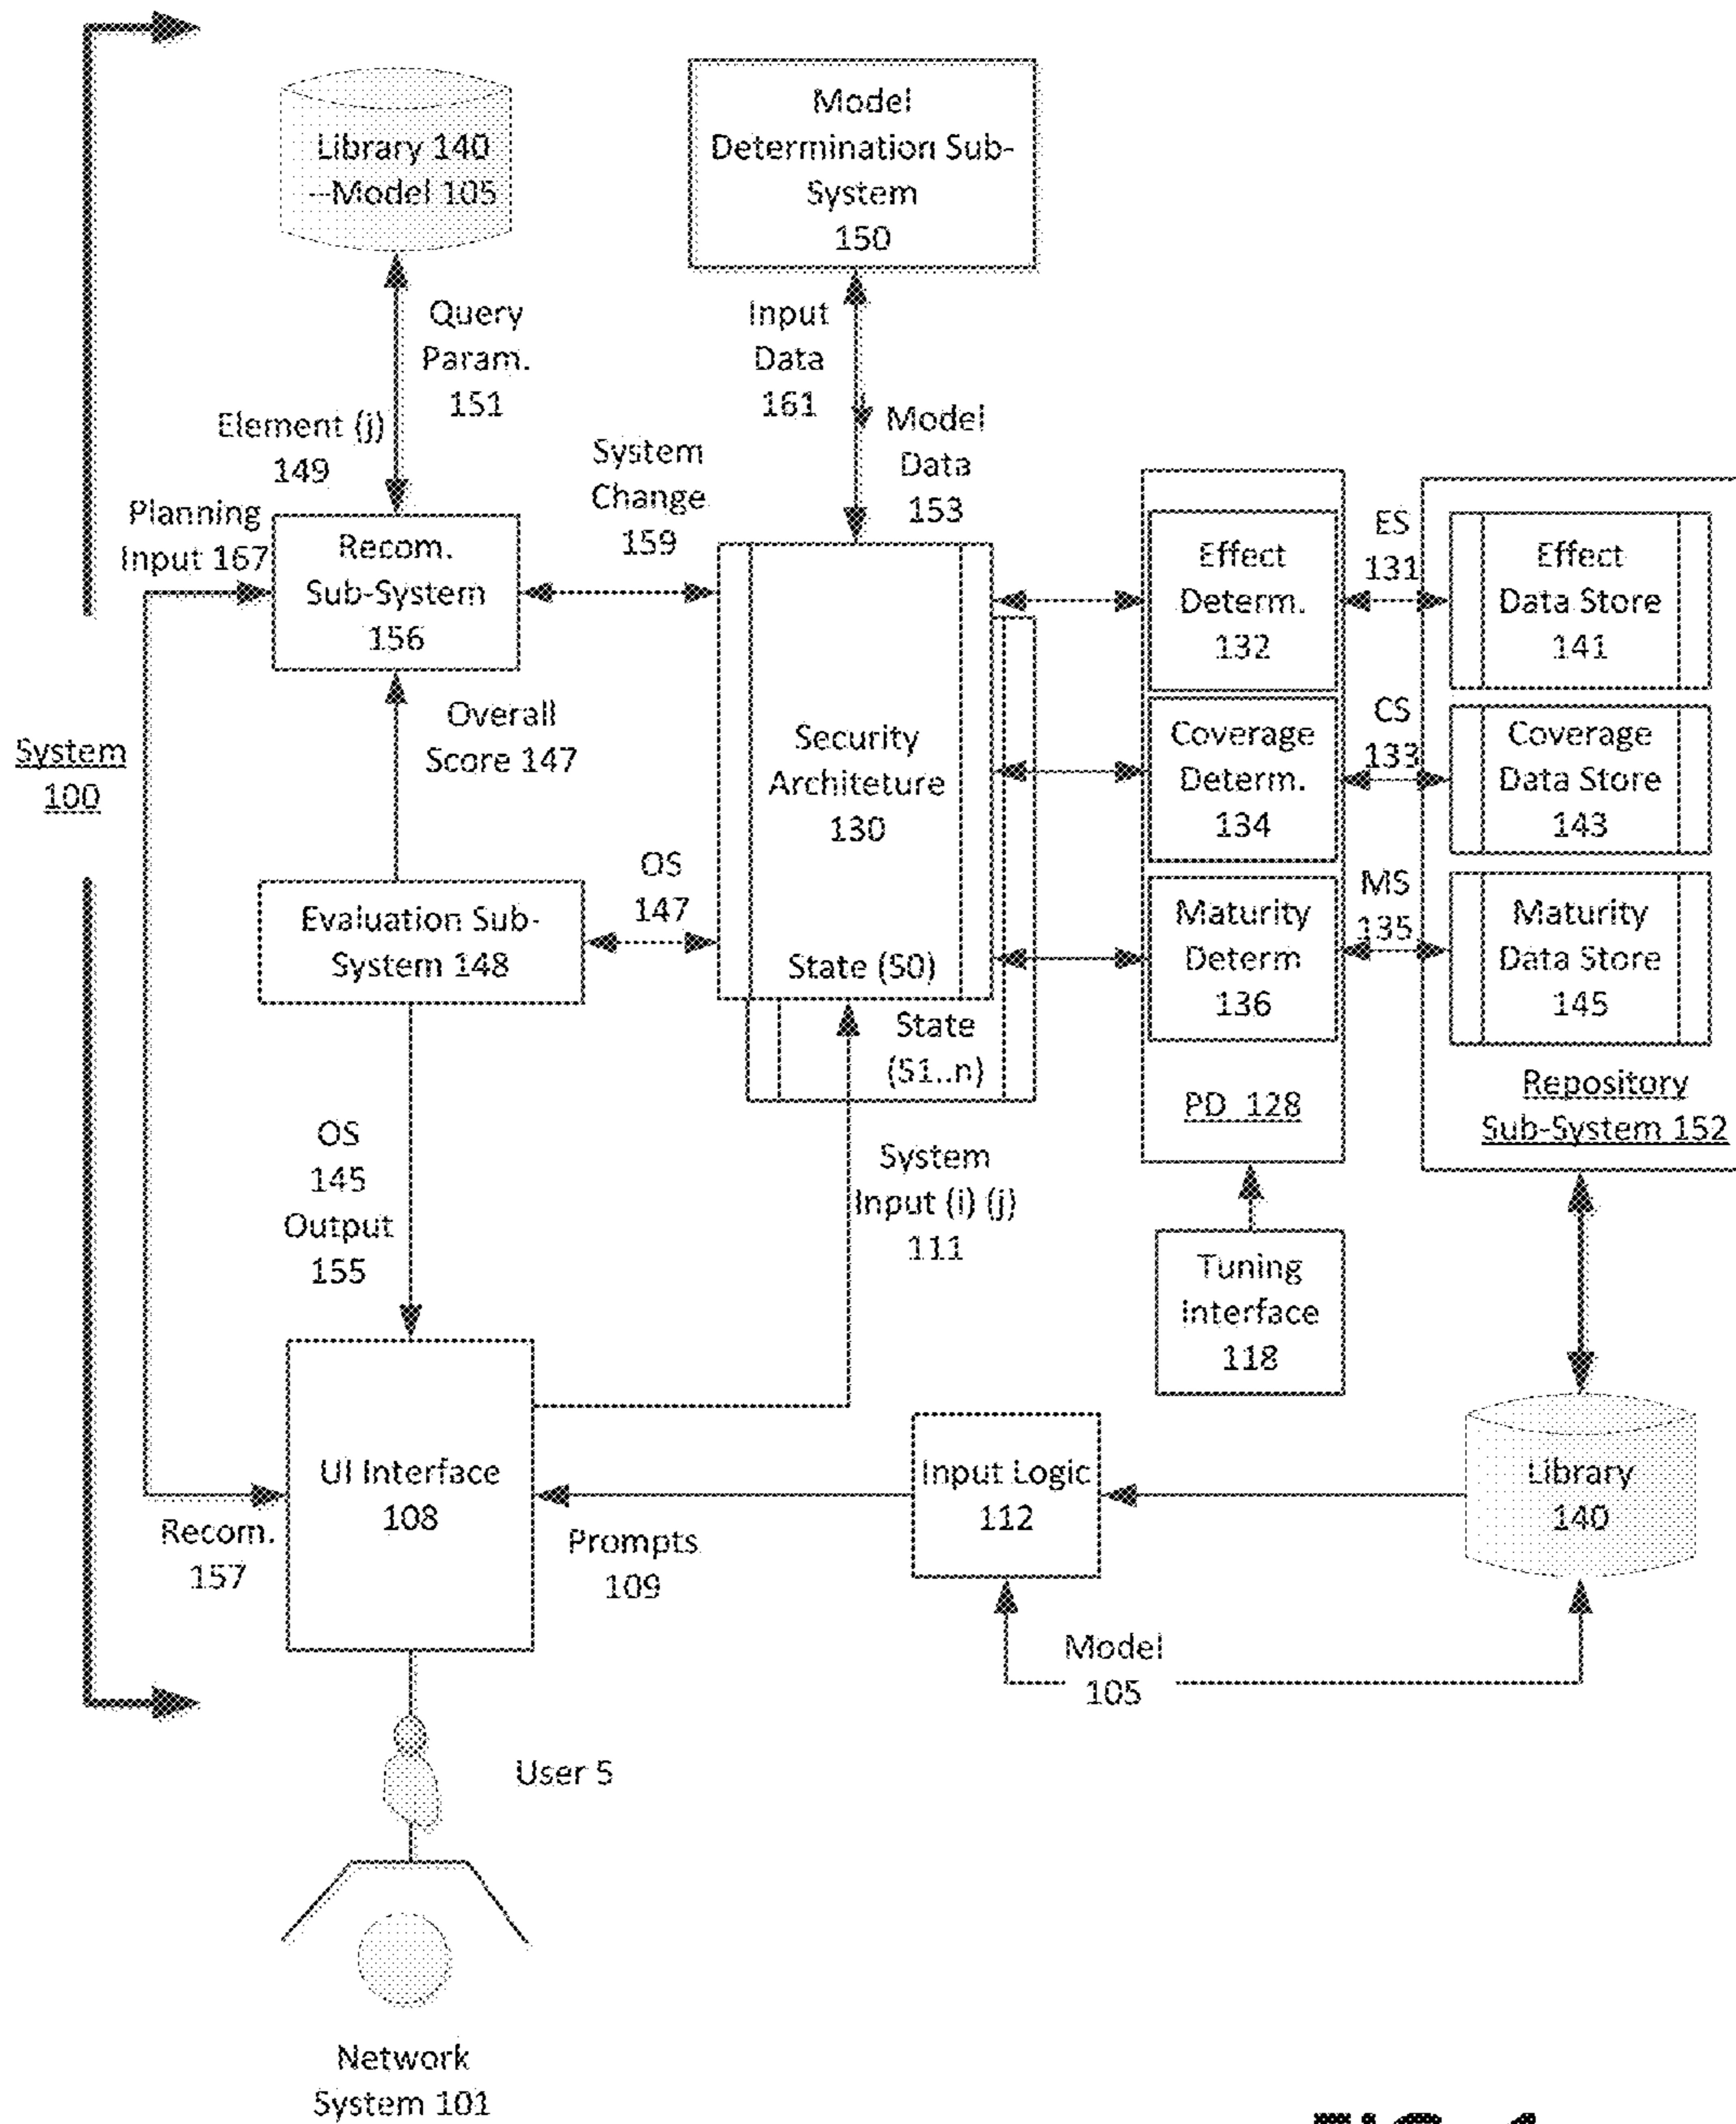 Library 140
--Model 105
Model
Determination Sub-
System
150
Query
Param.
151
Input
Data
161
Element (j)
149
System
Change
159
Model
Data
153
Planning
Input 167
Recom.
Sub-System
156
Effect
Determ.
132
ES
131
Effect
Data Store
141
System
100
Overall
Score 147
Security
Architeture
130
Coverage
Determ.
134
CS
133
Coverage
Data Store
143
Evaluation Sub-
System 148
OS
147
State (S0)
Maturity
Determ
136
MS
135
Maturity
Data Store
145
State
(S1..n)
PD 128
Repository
Sub-System 152
OS
145
Output
155
System
Input (i) (j)
111
Tuning
Interface
118
UI Interface
108
Input Logic
112
Library
140
Recom.
157
Prompts
109
Model
105
User 5
Network
System 101